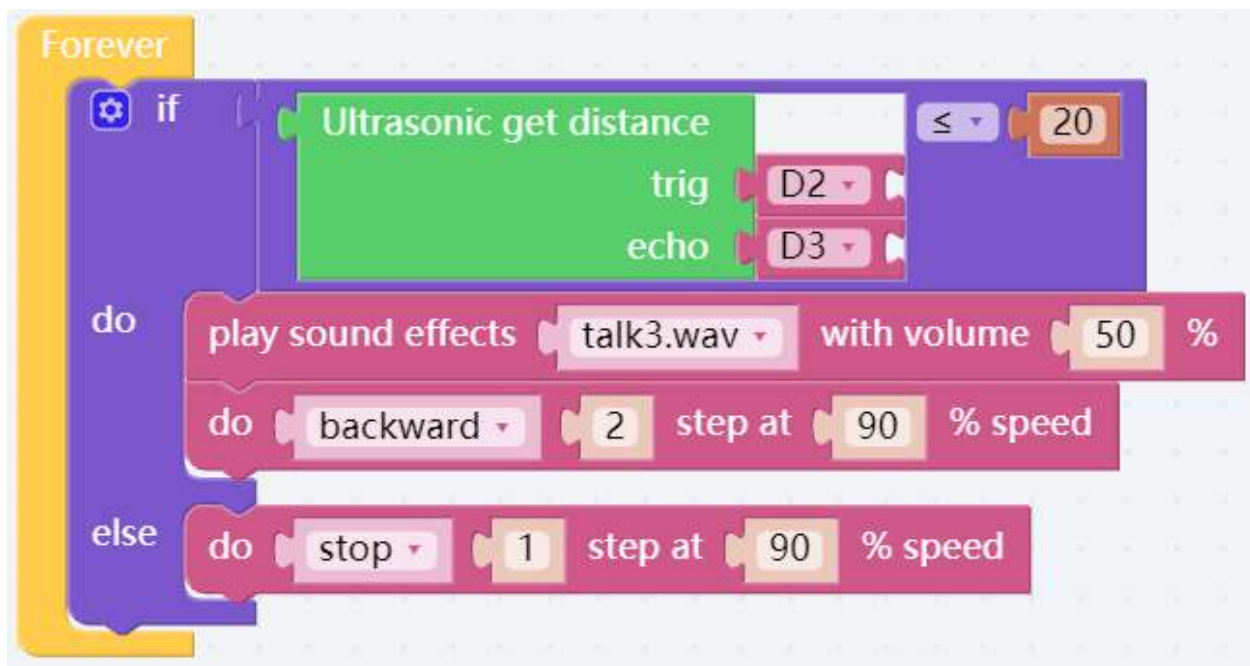 Forever
if Ultrasonic get distance ≤ 20
trig D2
echo D3
do play sound effects talk3.wav with volume 50 %
do backward 2 step at 90 % speed
else do stop 1 step at 90 % speed